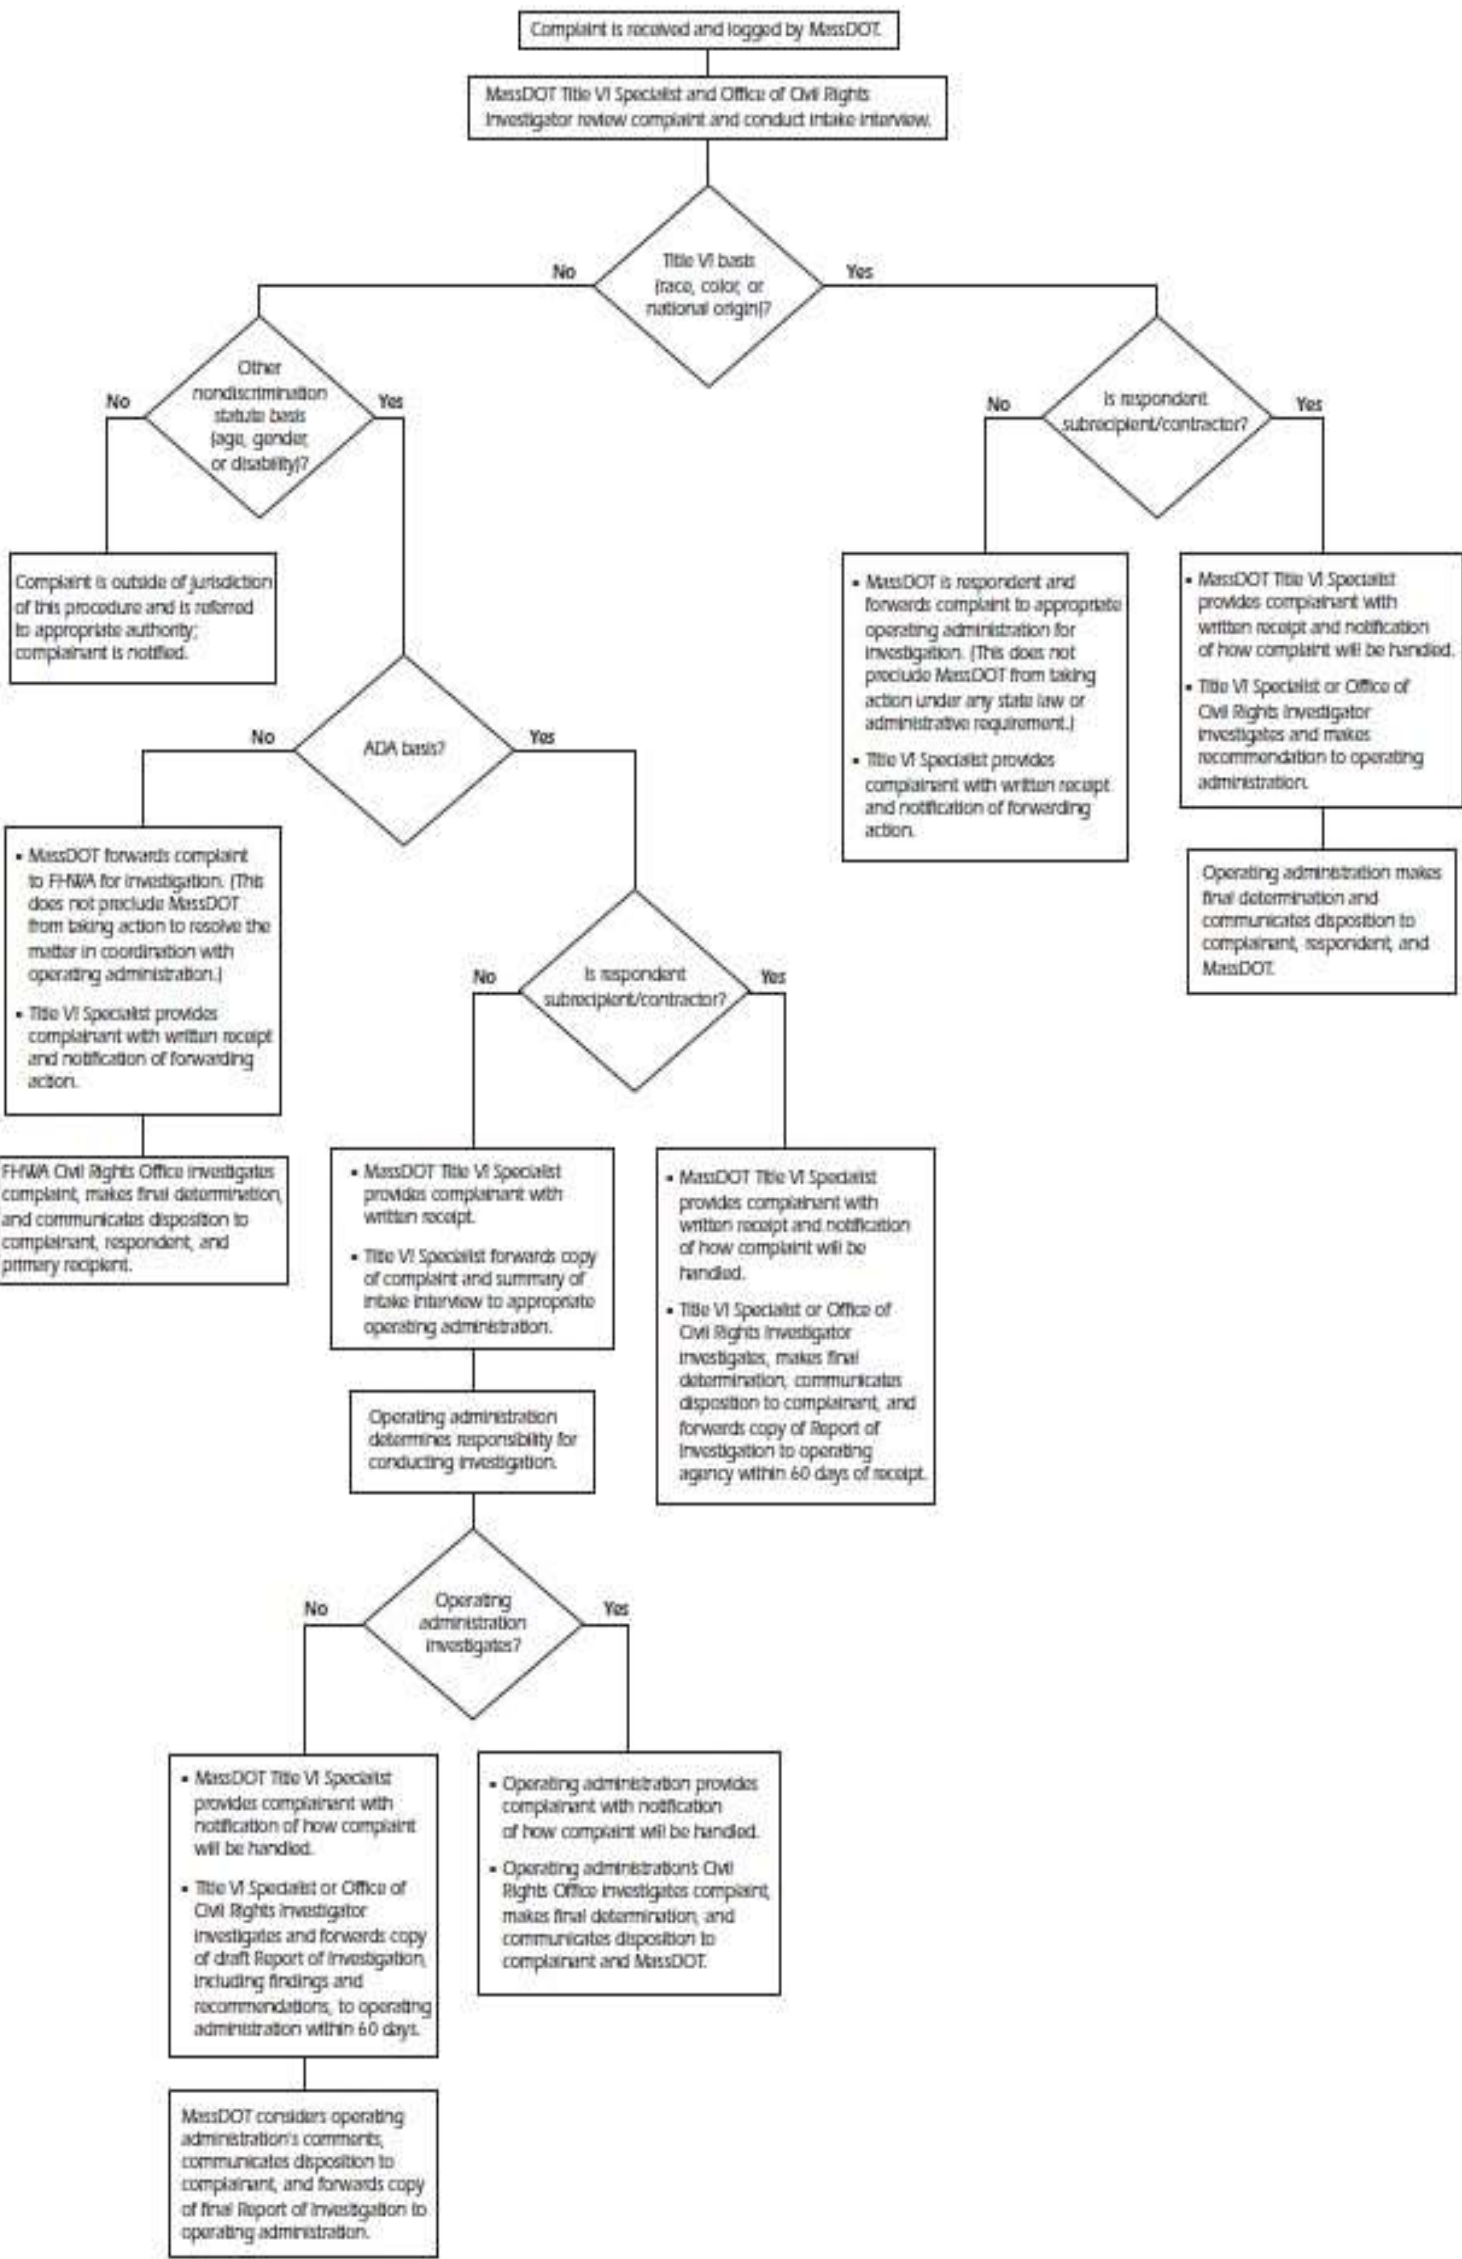 Complaint is received and logged by MassDOT.
MassDOT Title VI Specialist and Office of Civil Rights
Investigator review complaint and conduct intake interview.
Title VI basis
(race, color, or
national origin)?
No
Yes
Other
nondiscrimination
statute basis
(age, gender,
or disability)?
No
Yes
Is respondent
subrecipient/contractor?
No
Yes
Complaint is outside of jurisdiction
of this procedure and is referred
to appropriate authority;
complainant is notified.
▪ MassDOT is respondent and
forwards complaint to appropriate
operating administration for
investigation. (This does not
preclude MassDOT from taking
action under any state law or
administrative requirement.)
▪ Title VI Specialist provides
complainant with written receipt
and notification of forwarding
action.
▪ MassDOT Title VI Specialist
provides complainant with
written receipt and notification
of how complaint will be handled.
▪ Title VI Specialist or Office of
Civil Rights Investigator
investigates and makes
recommendation to operating
administration.
Operating administration makes
final determination and
communicates disposition to
complainant, respondent, and
MassDOT.
ADA basis?
No
Yes
▪ MassDOT forwards complaint
to FHWA for investigation. (This
does not preclude MassDOT
from taking action to resolve the
matter in coordination with
operating administration.)
▪ Title VI Specialist provides
complainant with written receipt
and notification of forwarding
action.
FHWA Civil Rights Office investigates
complaint, makes final determination,
and communicates disposition to
complainant, respondent, and
primary recipient.
Is respondent
subrecipient/contractor?
No
Yes
▪ MassDOT Title VI Specialist
provides complainant with
written receipt.
▪ Title VI Specialist forwards copy
of complaint and summary of
intake interview to appropriate
operating administration.
▪ MassDOT Title VI Specialist
provides complainant with
written receipt and notification
of how complaint will be
handled.
▪ Title VI Specialist or Office of
Civil Rights Investigator
investigates, makes final
determination, communicates
disposition to complainant, and
forwards copy of Report of
Investigation to operating
agency within 60 days of receipt.
Operating administration
determines responsibility for
conducting investigation.
Operating
administration
investigates?
No
Yes
▪ MassDOT Title VI Specialist
provides complainant with
notification of how complaint
will be handled.
▪ Title VI Specialist or Office of
Civil Rights Investigator
investigates and forwards copy
of draft Report of Investigation,
including findings and
recommendations, to operating
administration within 60 days.
▪ Operating administration provides
complainant with notification
of how complaint will be handled.
▪ Operating administration's Civil
Rights Office investigates complaint,
makes final determination, and
communicates disposition to
complainant and MassDOT.
MassDOT considers operating
administration's comments,
communicates disposition to
complainant, and forwards copy
of final Report of Investigation to
operating administration.